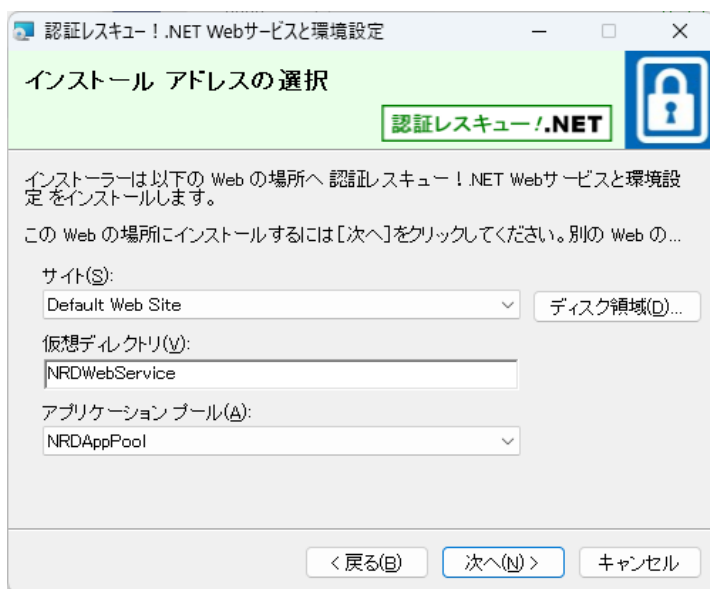 認証レスキュー！.NET Webサービスと環境設定
インストール アドレスの選択
認証レスキュー!.NET
インストーラーは以下の Web の場所へ 認証レスキュー！.NET Webサービスと環境設
定 をインストールします。
この Web の場所にインストールするには[次へ]をクリックしてください。別の Web の...
サイト(S):
Default Web Site
ディスク領域(D)...
仮想ディレクトリ(V):
NRDWebService
アプリケーション プール(A):
NRDAppPool
< 戻る(B)
次へ(N) >
キャンセル